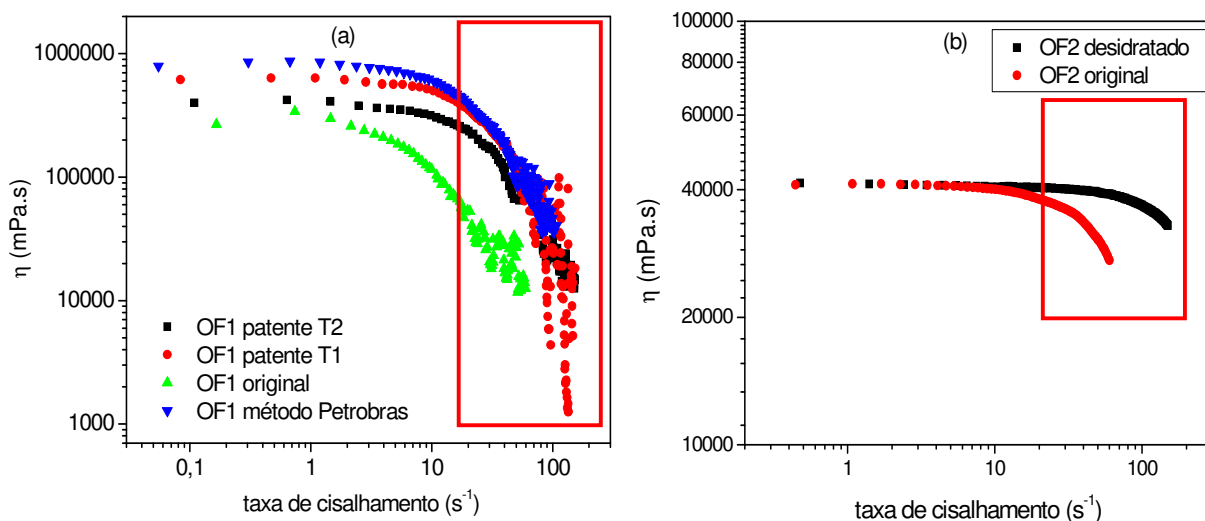 (a)
1000000
100000
10000
1000
η (mPa.s)
OF1 patente T2
OF1 patente T1
OF1 original
OF1 método Petrobras
0,1
1
10
100
taxa de cisalhamento (s⁻¹)
(b)
100000
80000
60000
40000
20000
10000
η (mPa.s)
OF2 desidratado
OF2 original
1
10
100
taxa de cisalhamento (s⁻¹)